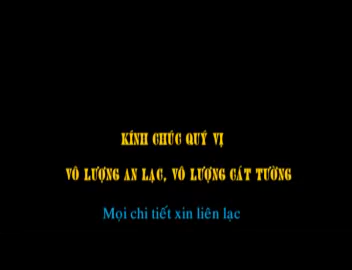 KÍNH CHÚC QUÝ VỊ
VÔ LƯỢNG AN LẠC, VÔ LƯỢNG CÁT TƯỜNG
Mọi chi tiết xin liên lạc